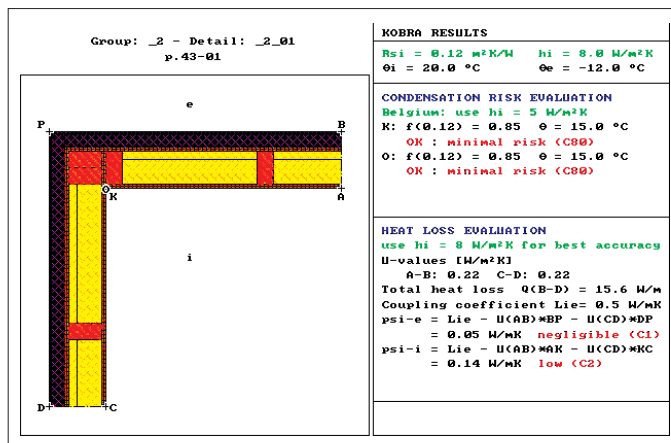 Group: _2 - Detail: _2_01
p.43-01
e
P
B
O
K
A
i
D
C
KOBRA RESULTS
Rsi = 0.12 m²K/W hi = 8.0 W/m²K
θi = 20.0 ºC θe = -12.0 ºC
CONDENSATION RISK EVALUATION
Belgium: use hi = 5 W/m²K
K: f(0.12) = 0.85 θ = 15.0 ºC
OK : minimal risk (C80)
O: f(0.12) = 0.85 θ = 15.0 ºC
OK : minimal risk (C80)
HEAT LOSS EVALUATION
use hi = 8 W/m²K for best accuracy
U-values [W/m²K]
A-B: 0.22 C-D: 0.22
Total heat loss Q(B-D) = 15.6 W/m
Coupling coefficient Lie= 0.5 W/mK
psi-e = Lie - U(AB)*BP - U(CD)*DP
= 0.05 W/mK negligible (C1)
psi-i = Lie - U(AB)*AK - U(CD)*KC
= 0.14 W/mK low (C2)